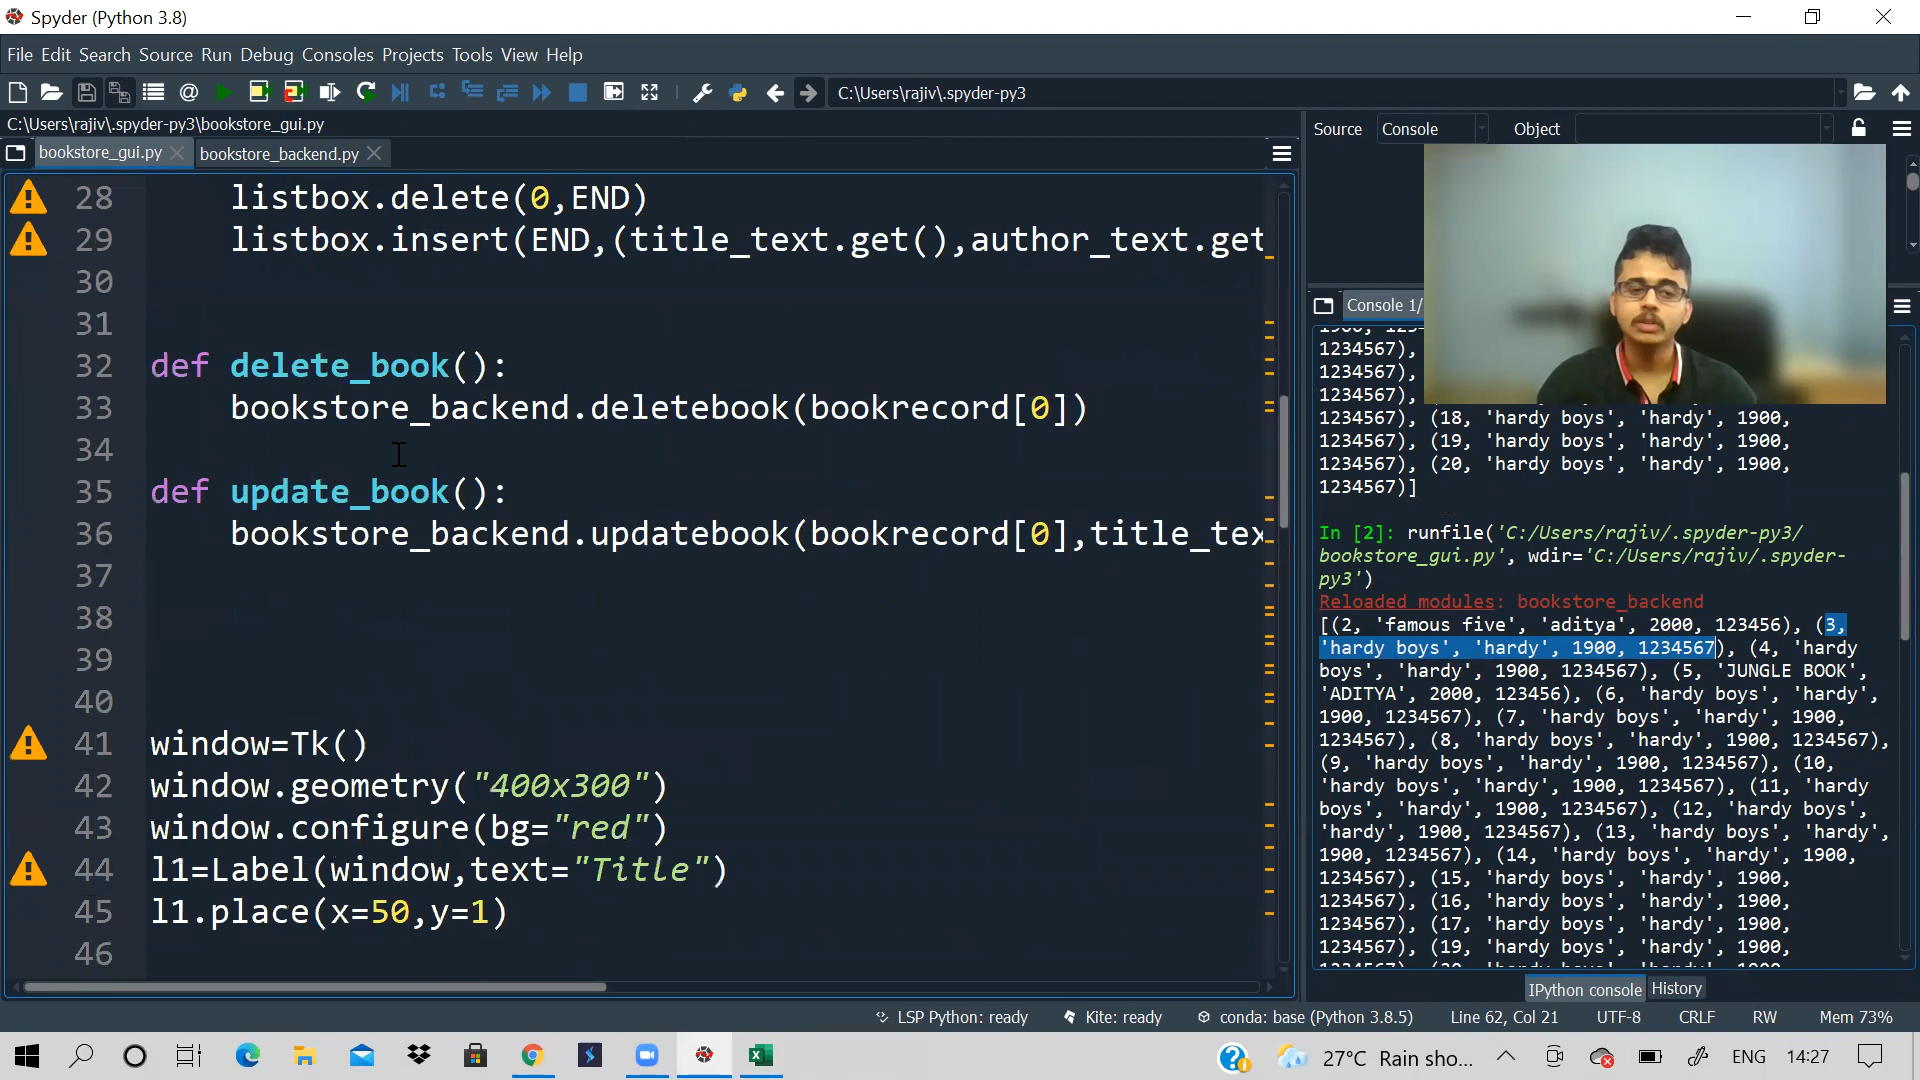 Spyder (Python 3.8)
File Edit Search Source Run Debug Consoles Projects Tools View Help
C:\Users\rajiv\.spyder-py3
C:\Users\rajiv\.spyder-py3\bookstore_gui.py
Source Console Object
bookstore_gui.py bookstore_backend.py
28 listbox.delete(0,END)
29 listbox.insert(END,(title_text.get(),author_text.get
30
31
32 def delete_book():
33 bookstore_backend.deletebook(bookrecord[0])
34
35 def update_book():
36 bookstore_backend.updatebook(bookrecord[0],title_tex
37
38
39
40
41 window=Tk()
42 window.geometry("400x300")
43 window.configure(bg="red")
44 l1=Label(window,text="Title")
45 l1.place(x=50,y=1)
46
Console 1/
1234567),
1234567),
1234567),
1234567), (18, 'hardy boys', 'hardy', 1900,
1234567), (19, 'hardy boys', 'hardy', 1900,
1234567), (20, 'hardy boys', 'hardy', 1900,
1234567)]
In [2]: runfile('C:/Users/rajiv/.spyder-py3/
bookstore_gui.py', wdir='C:/Users/rajiv/.spyder-
py3')
Reloaded modules: bookstore_backend
[(2, 'famous five', 'aditya', 2000, 123456), (3,
'hardy boys', 'hardy', 1900, 1234567), (4, 'hardy
boys', 'hardy', 1900, 1234567), (5, 'JUNGLE BOOK',
'ADITYA', 2000, 123456), (6, 'hardy boys', 'hardy',
1900, 1234567), (7, 'hardy boys', 'hardy', 1900,
1234567), (8, 'hardy boys', 'hardy', 1900, 1234567),
(9, 'hardy boys', 'hardy', 1900, 1234567), (10,
'hardy boys', 'hardy', 1900, 1234567), (11, 'hardy
boys', 'hardy', 1900, 1234567), (12, 'hardy boys',
'hardy', 1900, 1234567), (13, 'hardy boys', 'hardy',
1900, 1234567), (14, 'hardy boys', 'hardy', 1900,
1234567), (15, 'hardy boys', 'hardy', 1900,
1234567), (16, 'hardy boys', 'hardy', 1900,
1234567), (17, 'hardy boys', 'hardy', 1900,
1234567), (19, 'hardy boys', 'hardy', 1900,
IPython console History
LSP Python: ready Kite: ready conda: base (Python 3.8.5) Line 62, Col 21 UTF-8 CRLF RW Mem 73%
27°C Rain sho... ENG 14:27